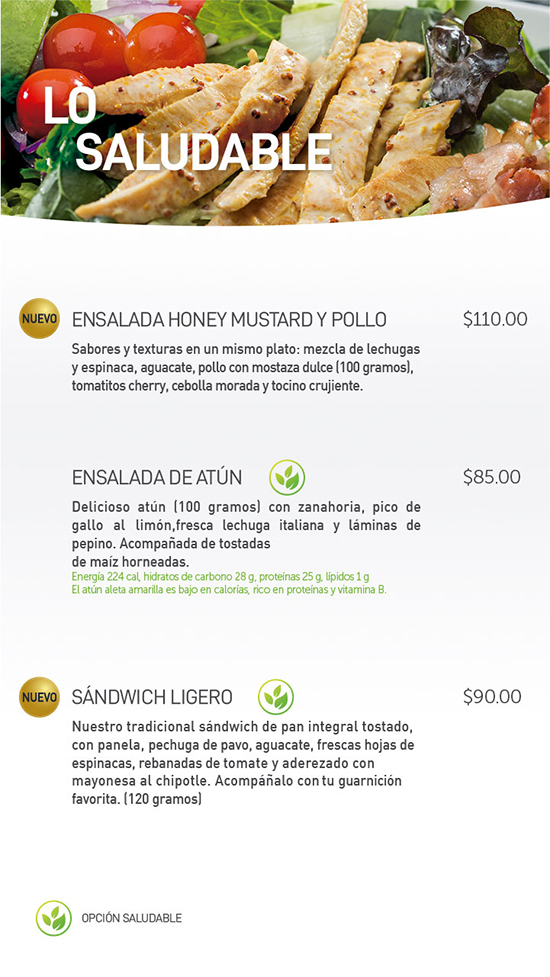 LO
SALUDABLE
NUEVO
ENSALADA HONEY MUSTARD Y POLLO $110.00
Sabores y texturas en un mismo plato: mezcla de lechugas
y espinaca, aguacate, pollo con mostaza dulce (100 gramos),
tomatitos cherry, cebolla morada y tocino crujiente.
ENSALADA DE ATÚN $85.00
Delicioso atún (100 gramos) con zanahoria, pico de
gallo al limón,fresca lechuga italiana y láminas de
pepino. Acompañada de tostadas
de maíz horneadas.
Energía 224 cal, hidratos de carbono 28 g, proteínas 25 g, lípidos 1 g
El atún aleta amarilla es bajo en calorías, rico en proteínas y vitamina B.
NUEVO
SÁNDWICH LIGERO $90.00
Nuestro tradicional sándwich de pan integral tostado,
con panela, pechuga de pavo, aguacate, frescas hojas de
espinacas, rebanadas de tomate y aderezado con
mayonesa al chipotle. Acompáñalo con tu guarnición
favorita. (120 gramos)
OPCIÓN SALUDABLE